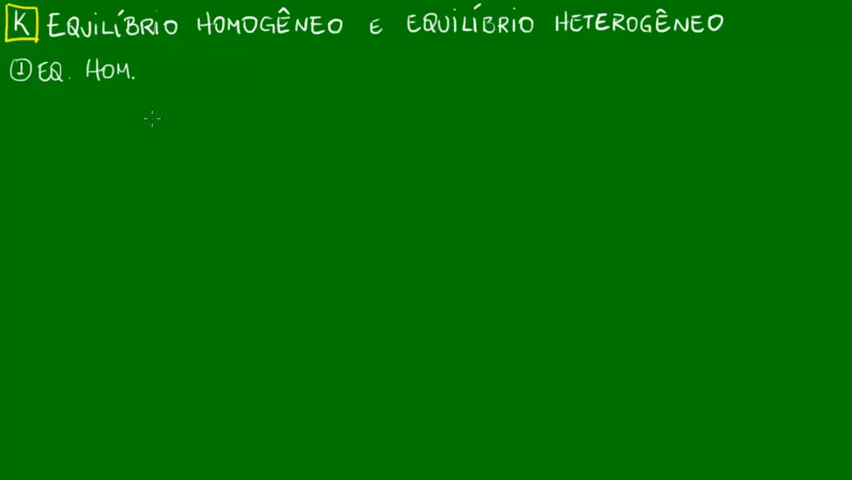 K EQUILÍBRIO HOMOGÊNEO E EQUILÍBRIO HETEROGÊNEO
① EQ. HOM.